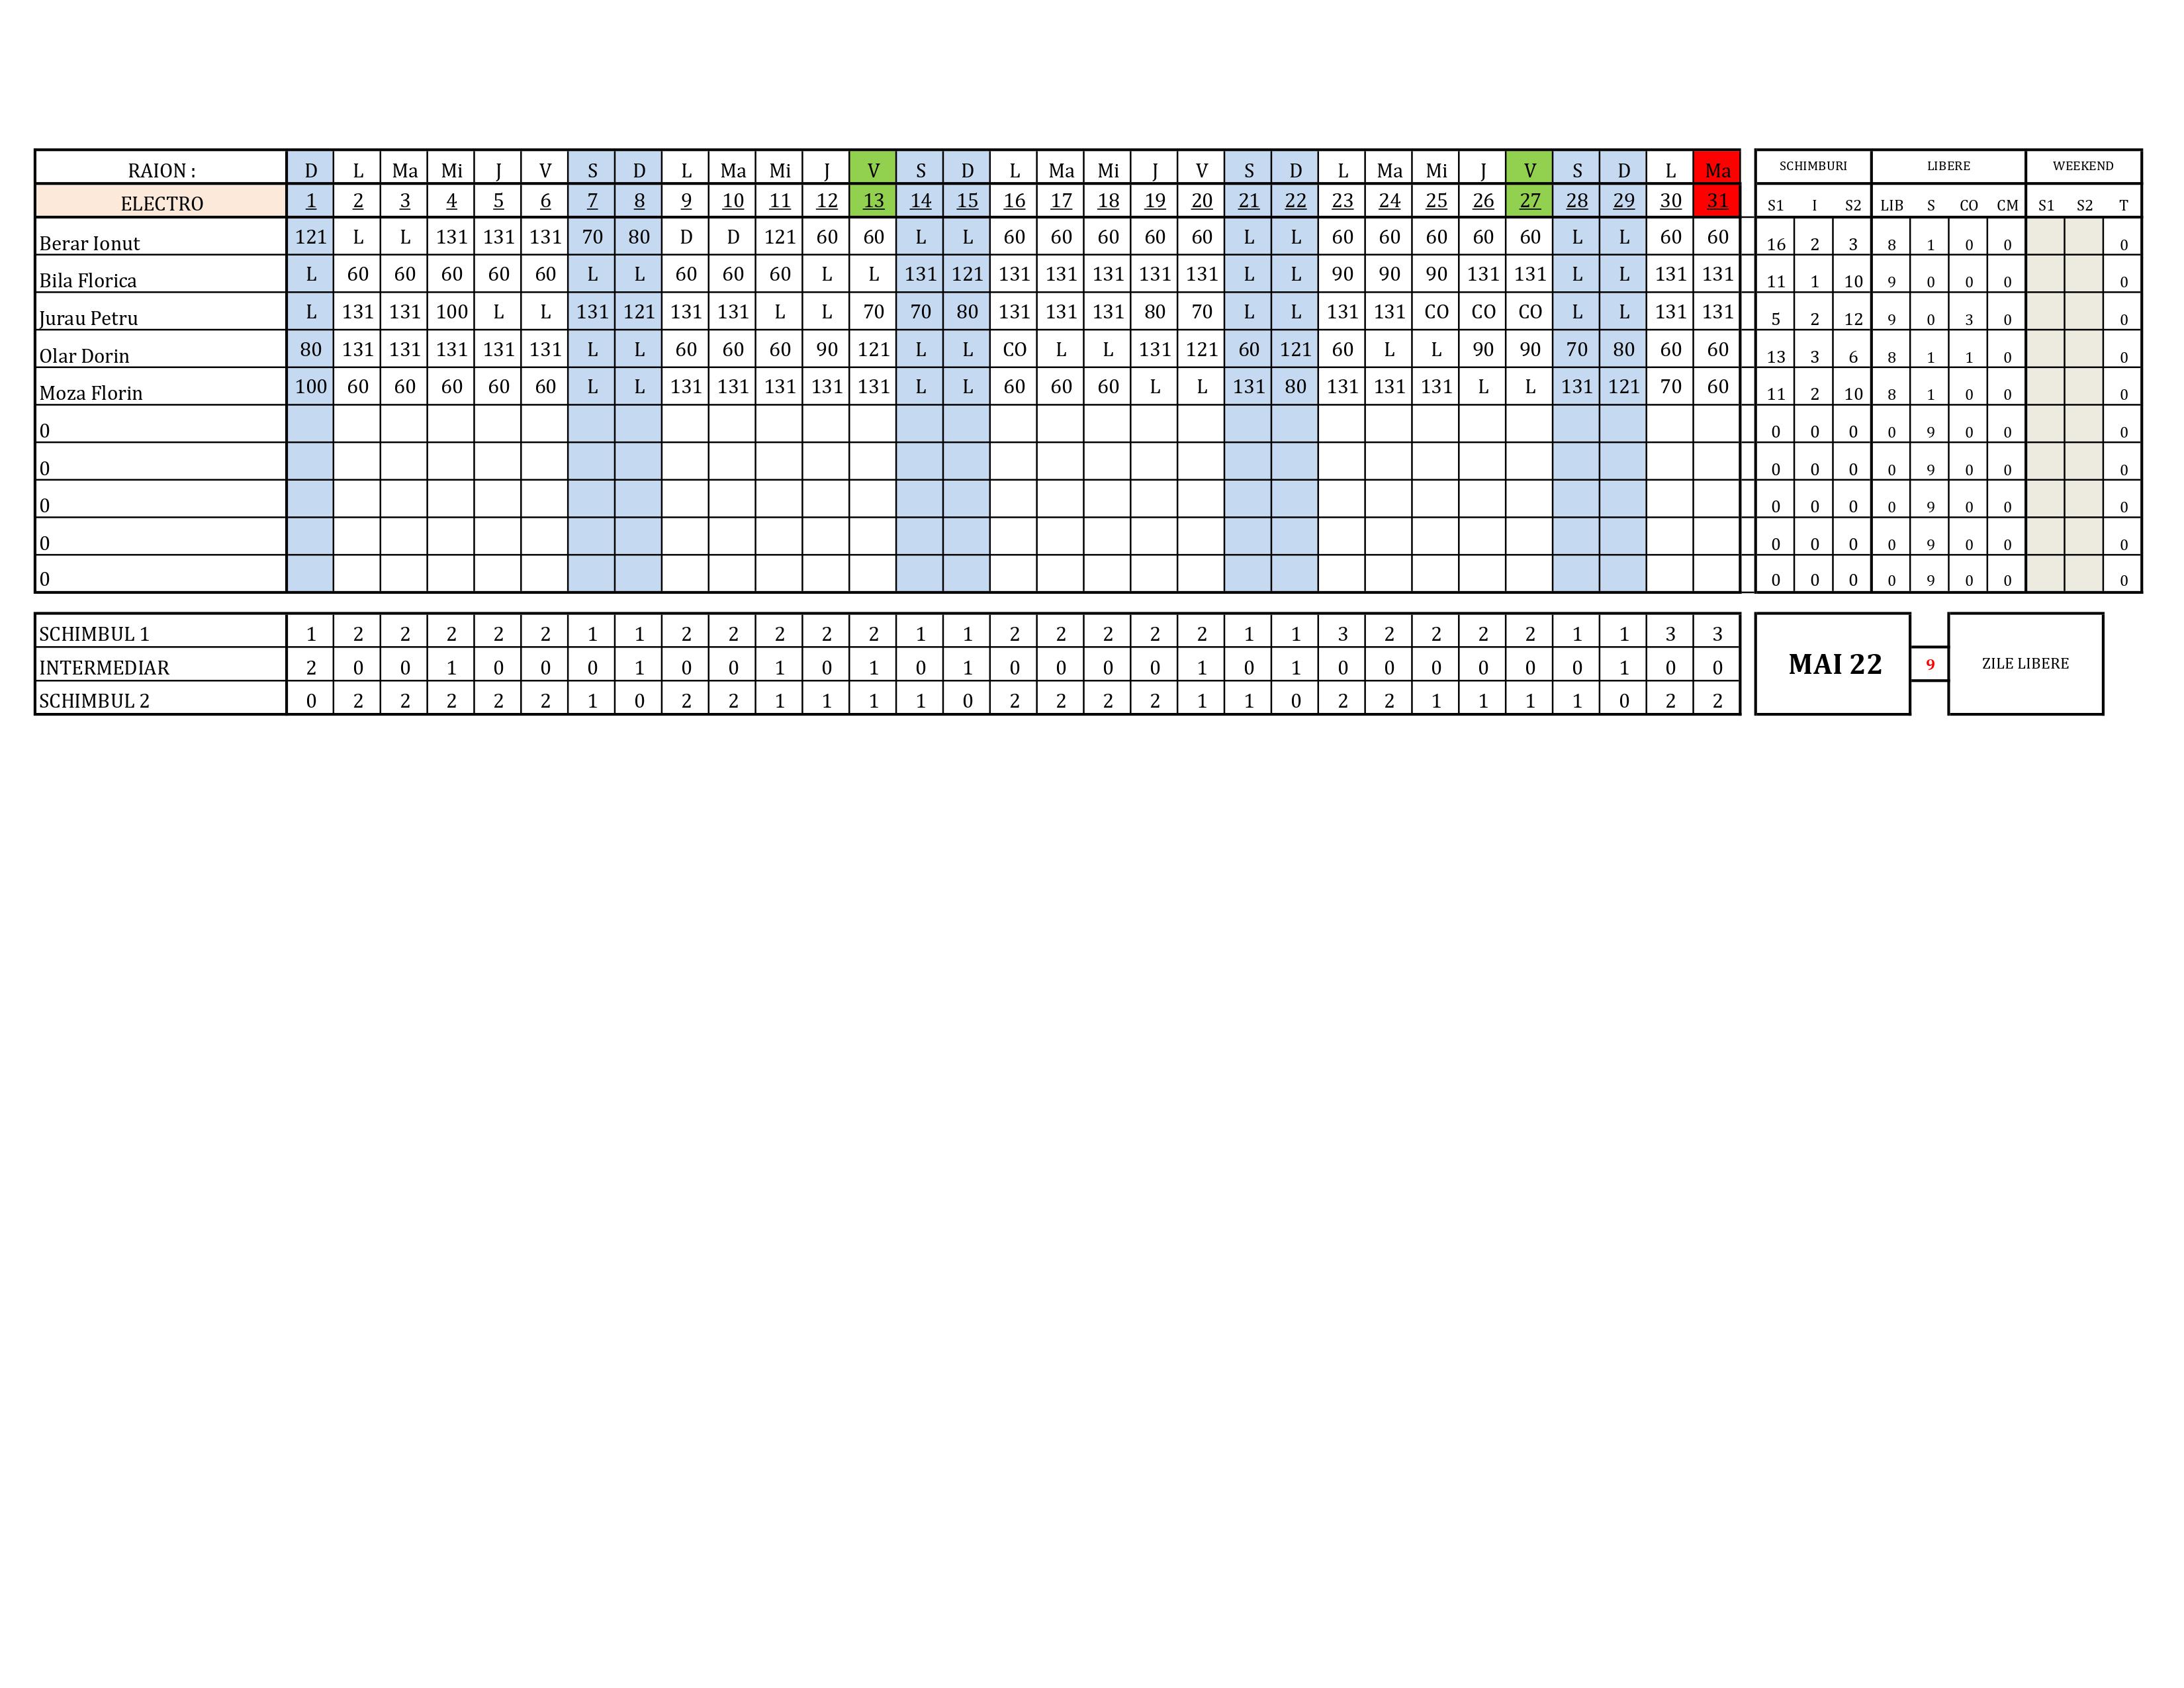 RAION : D L Ma Mi J V S D L Ma Mi J V S D L Ma Mi J V S D L Ma Mi J V S D L Ma SCHIMBURI LIBERE WEEKEND
ELECTRO 1 2 3 4 5 6 7 8 9 10 11 12 13 14 15 16 17 18 19 20 21 22 23 24 25 26 27 28 29 30 31 S1 I S2 LIB S CO CM S1 S2 T
Berar Ionut 121 L L 131 131 131 70 80 D D 121 60 60 L L 60 60 60 60 60 L L 60 60 60 60 60 L L 60 60 16 2 3 8 1 0 0 0
Bila Florica L 60 60 60 60 60 L L 60 60 60 L L 131 121 131 131 131 131 131 L L 90 90 90 131 131 L L 131 131 11 1 10 9 0 0 0 0
Jurau Petru L 131 131 100 L L 131 121 131 131 L L 70 70 80 131 131 131 80 70 L L 131 131 CO CO CO L L 131 131 5 2 12 9 0 3 0 0
Olar Dorin 80 131 131 131 131 131 L L 60 60 60 90 121 L L CO L L 131 121 60 121 60 L L 90 90 70 80 60 60 13 3 6 8 1 1 0 0
Moza Florin 100 60 60 60 60 60 L L 131 131 131 131 131 L L 60 60 60 L L 131 80 131 131 131 L L 131 121 70 60 11 2 10 8 1 0 0 0
0 0 0 0 0 9 0 0 0
0 0 0 0 0 9 0 0 0
0 0 0 0 0 9 0 0 0
0 0 0 0 0 9 0 0 0
0 0 0 0 0 9 0 0 0
SCHIMBUL 1 1 2 2 2 2 2 1 1 2 2 2 2 2 1 1 2 2 2 2 2 1 1 3 2 2 2 2 1 1 3 3
INTERMEDIAR 2 0 0 1 0 0 0 1 0 0 1 0 1 0 1 0 0 0 0 1 0 1 0 0 0 0 0 0 1 0 0 MAI 22 9 ZILE LIBERE
SCHIMBUL 2 0 2 2 2 2 2 1 0 2 2 1 1 1 1 0 2 2 2 2 1 1 0 2 2 1 1 1 1 0 2 2